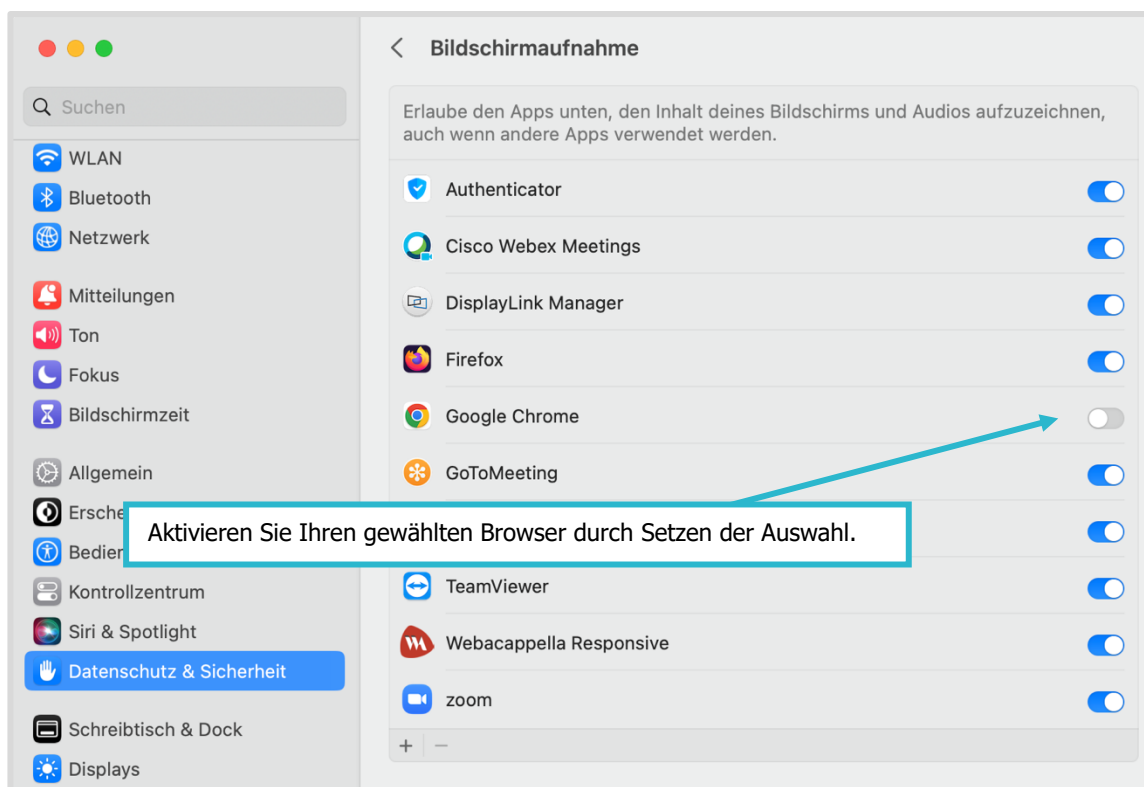 Bildschirmaufnahme
Suchen
WLAN
Bluetooth
Netzwerk
Mitteilungen
Ton
Fokus
Bildschirmzeit
Allgemein
Ersche
Bedien
Kontrollzentrum
Siri & Spotlight
Datenschutz & Sicherheit
Schreibtisch & Dock
Displays
Erlaube den Apps unten, den Inhalt deines Bildschirms und Audios aufzuzeichnen,
auch wenn andere Apps verwendet werden.
Authenticator
Cisco Webex Meetings
DisplayLink Manager
Firefox
Google Chrome
GoToMeeting
Aktivieren Sie Ihren gewählten Browser durch Setzen der Auswahl.
TeamViewer
Webacappella Responsive
zoom